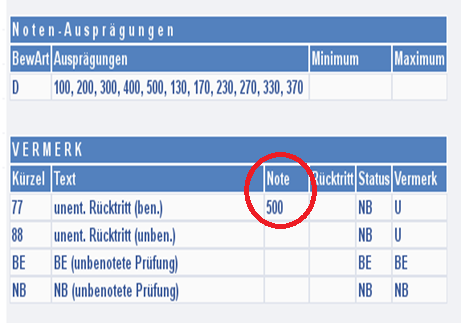 Noten-Ausprägungen
BewArt Ausprägungen Minimum Maximum
D 100, 200, 300, 400, 500, 130, 170, 230, 270, 330, 370
VERMERK
Kürzel Text Note Rücktritt Status Vermerk
77 unent. Rücktritt (ben.) 500 NB U
88 unent. Rücktritt (unben.) NB U
BE BE (unbenotete Prüfung) BE BE
NB NB (unbenotete Prüfung) NB NB